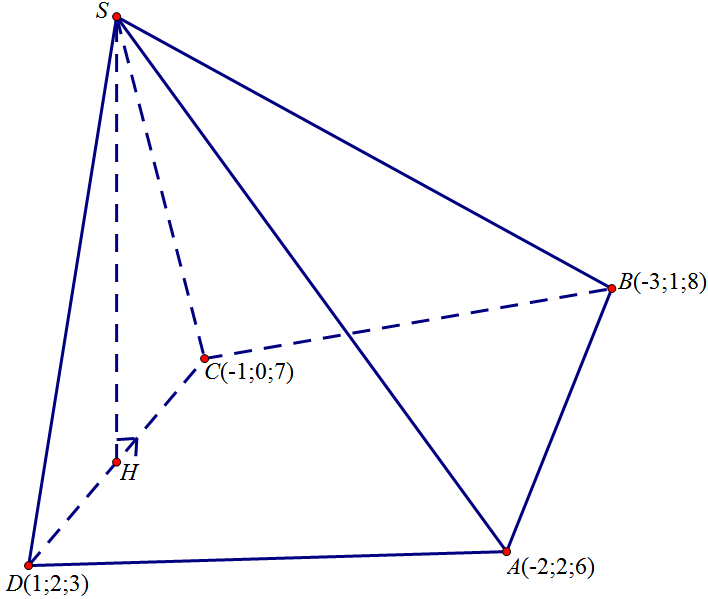 S
B(-3;1;8)
C(-1;0;7)
H
A(-2;2;6)
D(1;2;3)